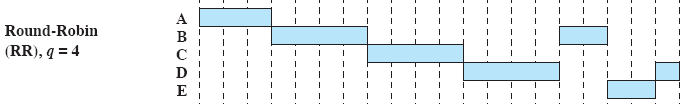 Round-Robin
(RR), q = 4
A
B
C
D
E